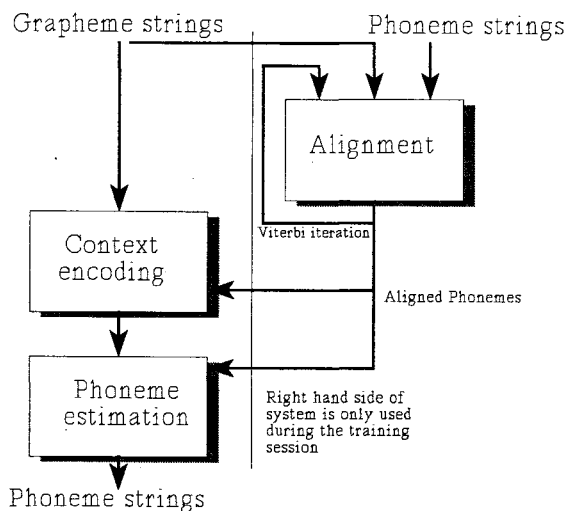 Grapheme strings
Phoneme strings
Alignment
Viterbi iteration
Context
encoding
Aligned Phonemes
Phoneme
estimation
Right hand side of
system is only used
during the training
session
Phoneme strings